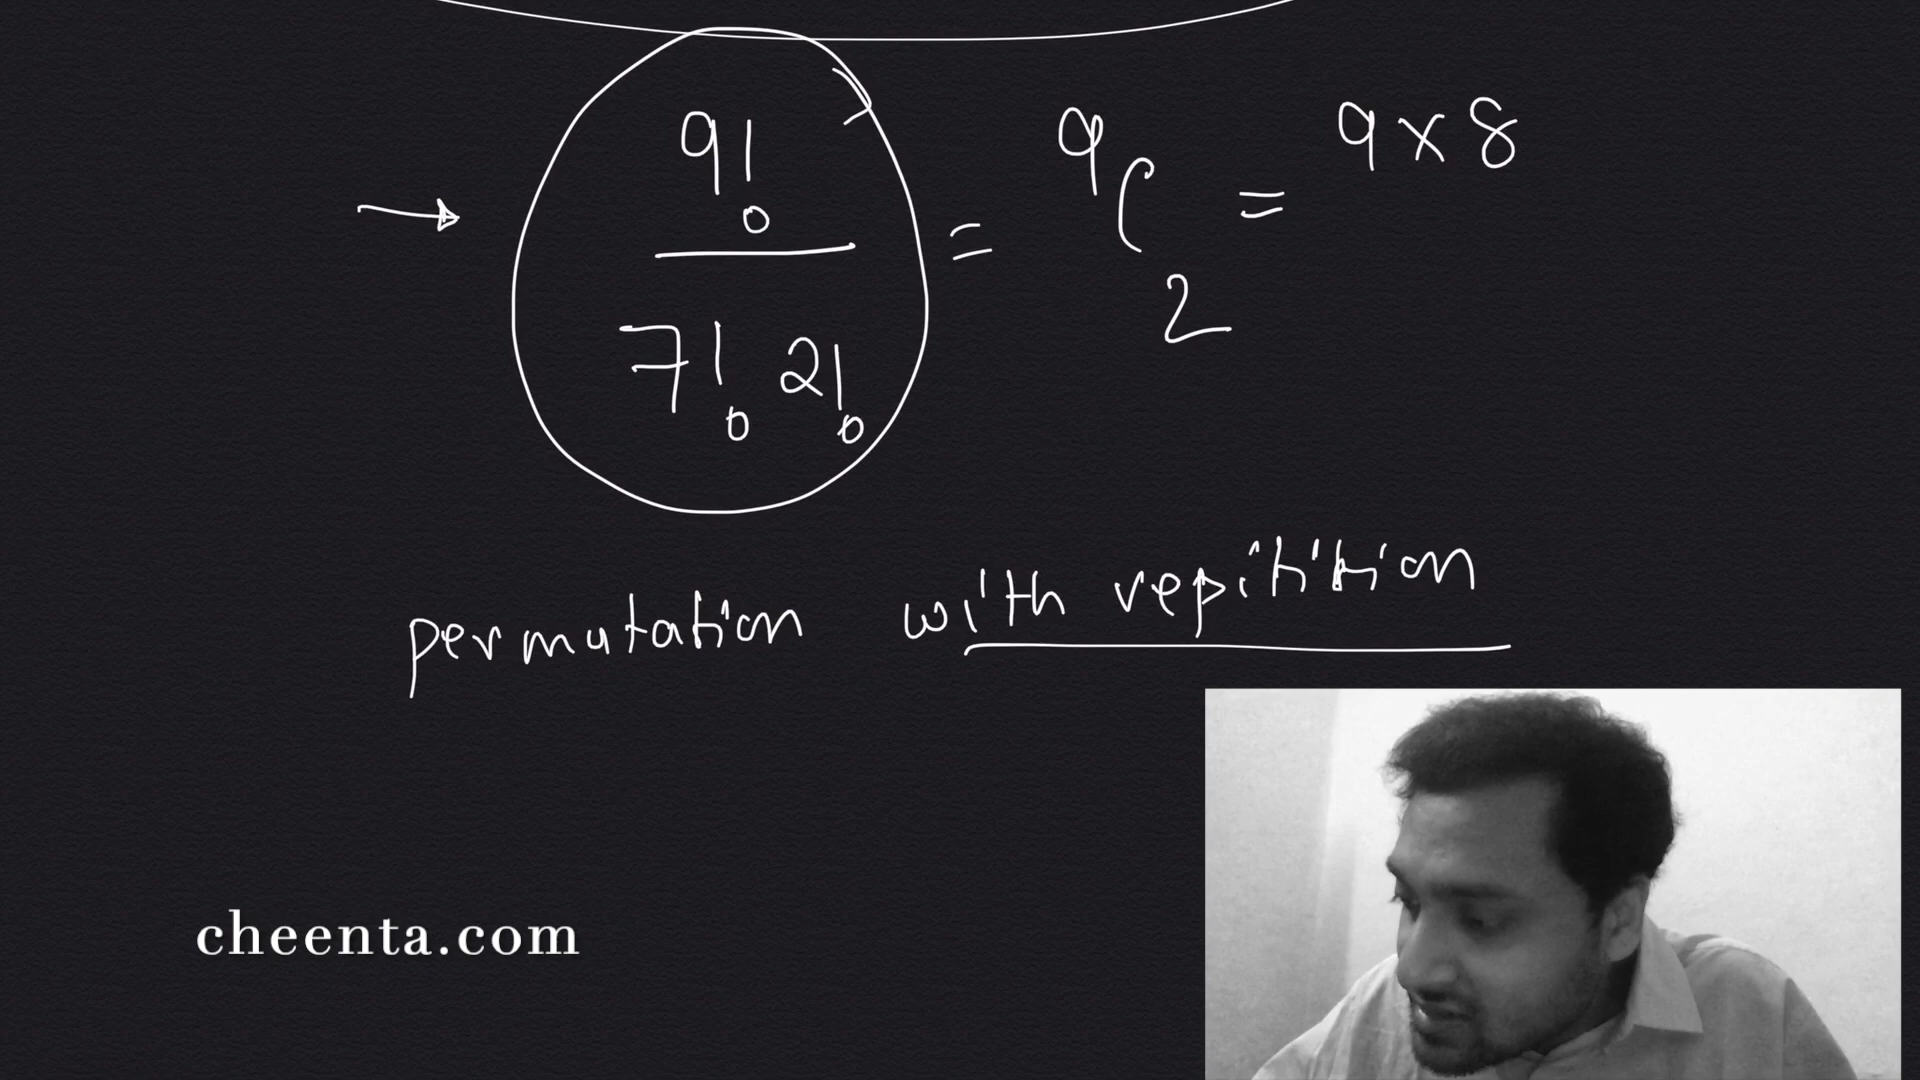 → 9! / 7! 2! = ⁹C₂ = 9 x 8
permutation with repitition
cheenta.com